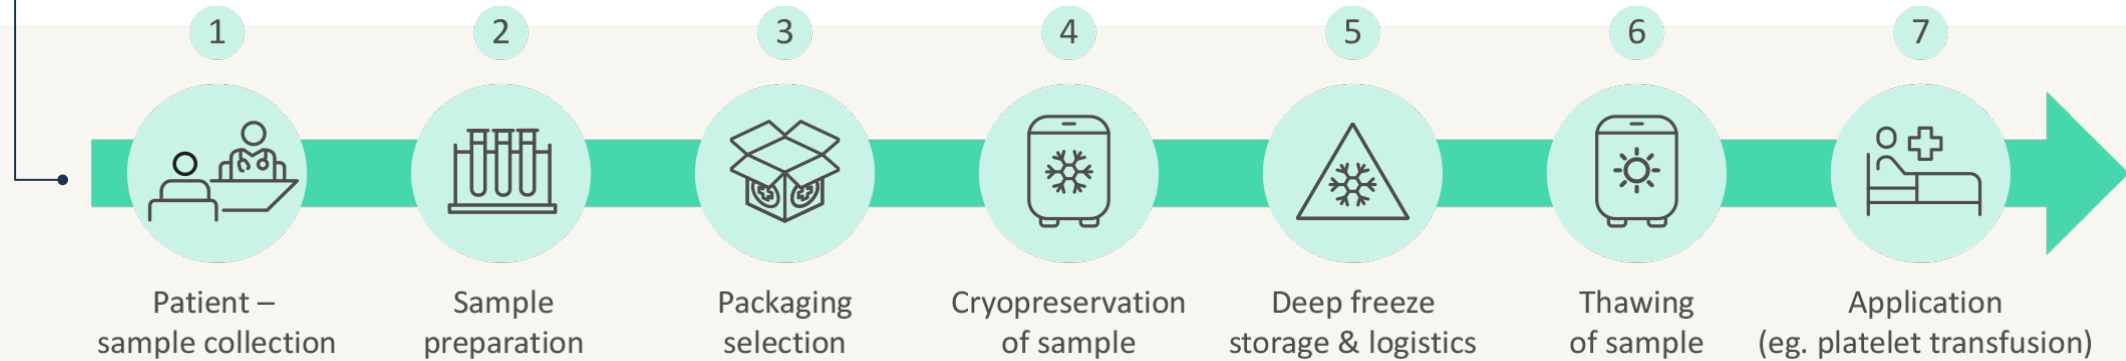 1
2
3
4
5
6
7
Patient –
sample collection
Sample
preparation
Packaging
selection
Cryopreservation
of sample
Deep freeze
storage & logistics
Thawing
of sample
Application
(eg. platelet transfusion)